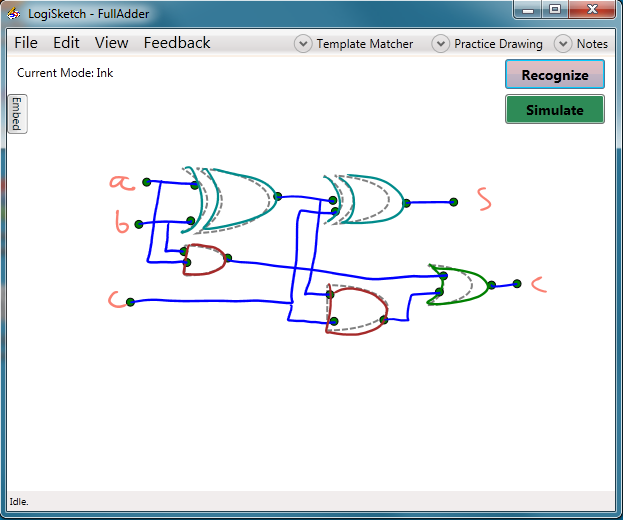 LogiSketch - FullAdder
File Edit View Feedback Template Matcher Practice Drawing Notes
Current Mode: Ink
Recognize
Simulate
Embed
a
b
c
S
c
Idle.